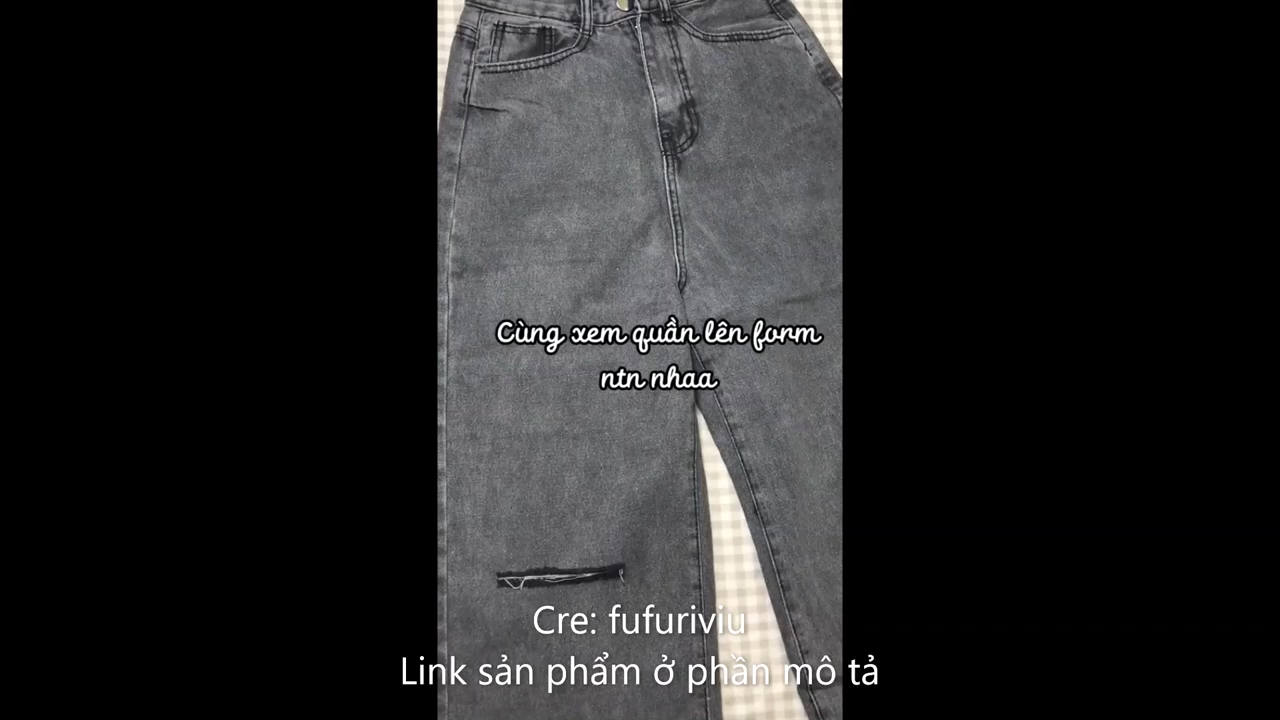 Cùng xem quần lên form
ntn nhaa
Cre: fufuriviu
Link sản phẩm ở phần mô tả